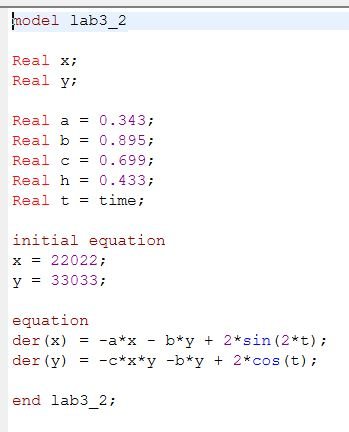 model lab3_2
Real x;
Real y;
Real a = 0.343;
Real b = 0.895;
Real c = 0.699;
Real h = 0.433;
Real t = time;
initial equation
x = 22022;
y = 33033;
equation
der(x) = -a*x - b*y + 2*sin(2*t);
der(y) = -c*x*y -b*y + 2*cos(t);
end lab3_2;